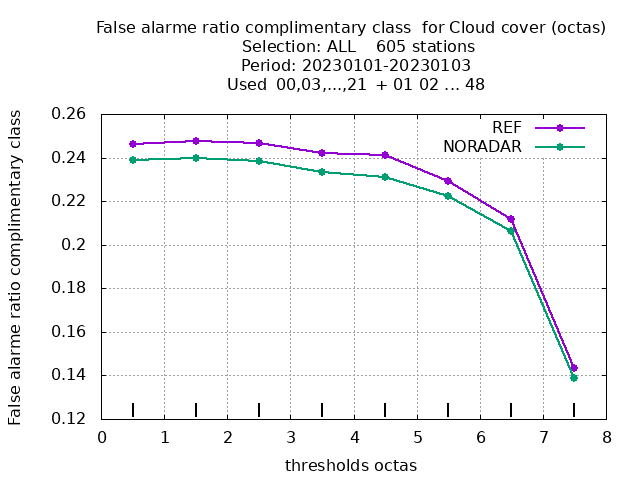 False alarme ratio complimentary class  for Cloud cover (octas)
Selection: ALL    605 stations
Period: 20230101-20230103
Used  00,03,...,21  + 01 02 ... 48
False alarme ratio complimentary class
0.26
0.24
0.22
0.2
0.18
0.16
0.14
0.12
REF
NORADAR
0 1 2 3 4 5 6 7 8
thresholds octas